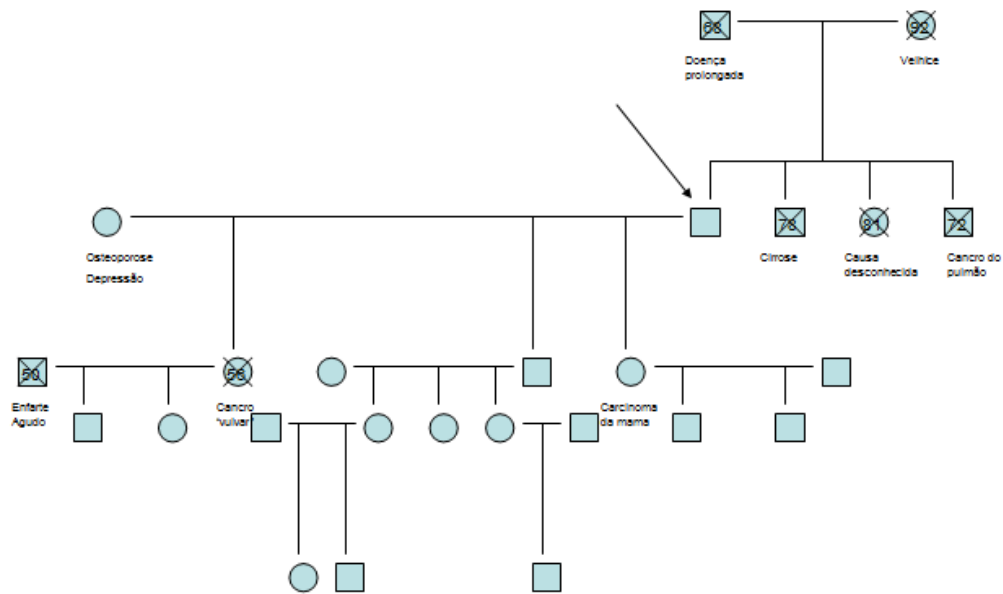 68
92
Doença
prolongada
Velhice
78
81
72
Osteoporose
Depressão
Cirrose
Causa
desconhecida
Cancro do
pulmão
50
56
Enfarte
Agudo
Cancro
"vulvar"
Carcinoma
da mama